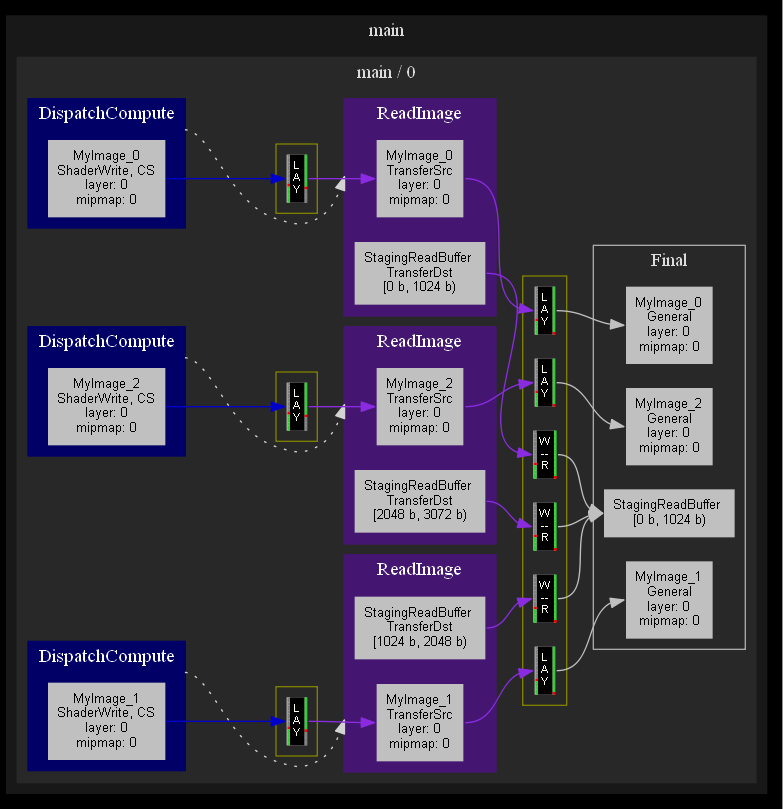 main
main / 0
DispatchCompute
MyImage_0
ShaderWrite, CS
layer: 0
mipmap: 0
L
A
Y
ReadImage
MyImage_0
TransferSrc
layer: 0
mipmap: 0
StagingReadBuffer
TransferDst
[0 b, 1024 b)
DispatchCompute
MyImage_2
ShaderWrite, CS
layer: 0
mipmap: 0
L
A
Y
ReadImage
MyImage_2
TransferSrc
layer: 0
mipmap: 0
StagingReadBuffer
TransferDst
[2048 b, 3072 b)
DispatchCompute
MyImage_1
ShaderWrite, CS
layer: 0
mipmap: 0
L
A
Y
ReadImage
StagingReadBuffer
TransferDst
[1024 b, 2048 b)
MyImage_1
TransferSrc
layer: 0
mipmap: 0
L
A
Y
L
A
Y
W
--
R
W
--
R
W
--
R
L
A
Y
Final
MyImage_0
General
layer: 0
mipmap: 0
MyImage_2
General
layer: 0
mipmap: 0
StagingReadBuffer
[0 b, 1024 b)
MyImage_1
General
layer: 0
mipmap: 0